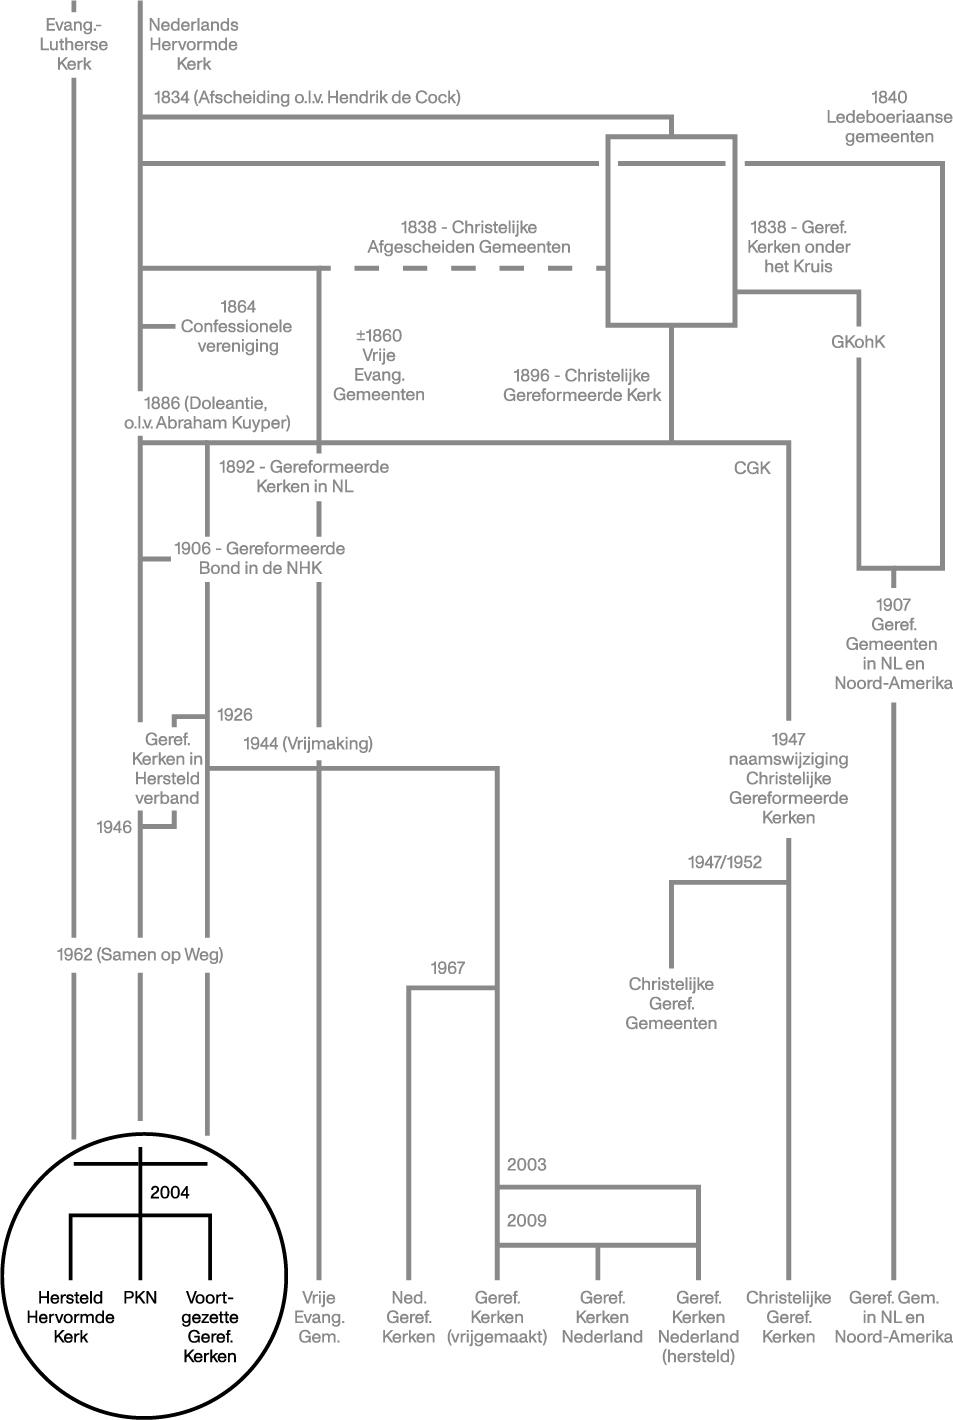 Evang.-
Lutherse
Kerk
Nederlands
Hervormde
Kerk
1834 (Afscheiding o.l.v. Hendrik de Cock)
1840
Ledeboeriaanse
gemeenten
1838 - Christelijke
Afgescheiden Gemeenten
1838 - Geref.
Kerken onder
het Kruis
1864
Confessionele
vereniging
±1860
Vrije
Evang.
Gemeenten
GKohK
1896 - Christelijke
Gereformeerde Kerk
1886 (Doleantie,
o.l.v. Abraham Kuyper)
1892 - Gereformeerde
Kerken in NL
CGK
1906 - Gereformeerde
Bond in de NHK
1907
Geref.
Gemeenten
in NL en
Noord-Amerika
1926
Geref.
Kerken in
Hersteld
verband
1944 (Vrijmaking)
1947
naamswijziging
Christelijke
Gereformeerde
Kerken
1946
1947/1952
1962 (Samen op Weg)
1967
Christelijke
Geref.
Gemeenten
2003
2004
2009
Hersteld
Hervormde
Kerk
PKN
Voort-
gezette
Geref.
Kerken
Vrije
Evang.
Gem.
Ned.
Geref.
Kerken
Geref.
Kerken
(vrijgemaakt)
Geref.
Kerken
Nederland
Geref.
Kerken
Nederland
(hersteld)
Christelijke
Geref.
Kerken
Geref. Gem.
in NL en
Noord-Amerika